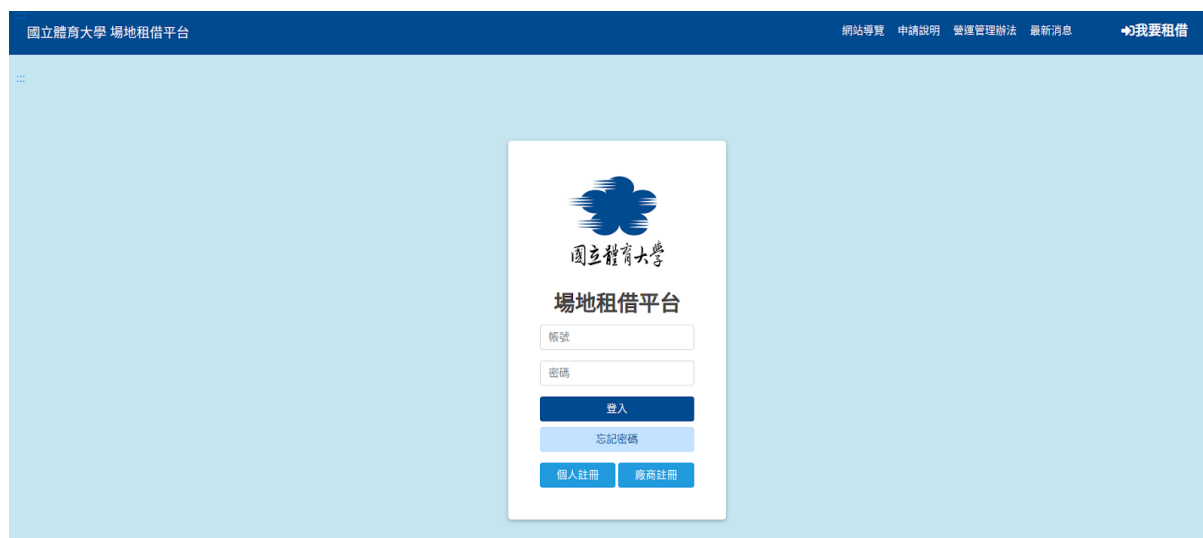 :::
國立體育大學 場地租借平台
網站導覽 申請說明 營運管理辦法 最新消息 我要租借
:::
國立體育大學
場地租借平台
帳號
密碼
登入
忘記密碼
個人註冊 廠商註冊